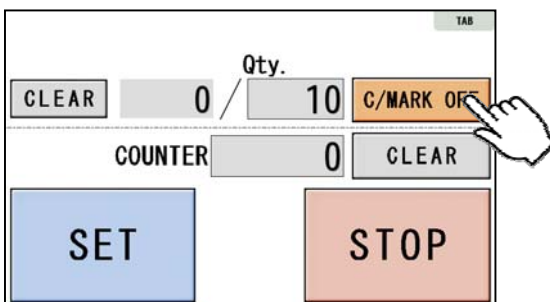 TAB
Qty.
CLEAR 0 / 10 C/MARK OFF
COUNTER 0 CLEAR
SET STOP